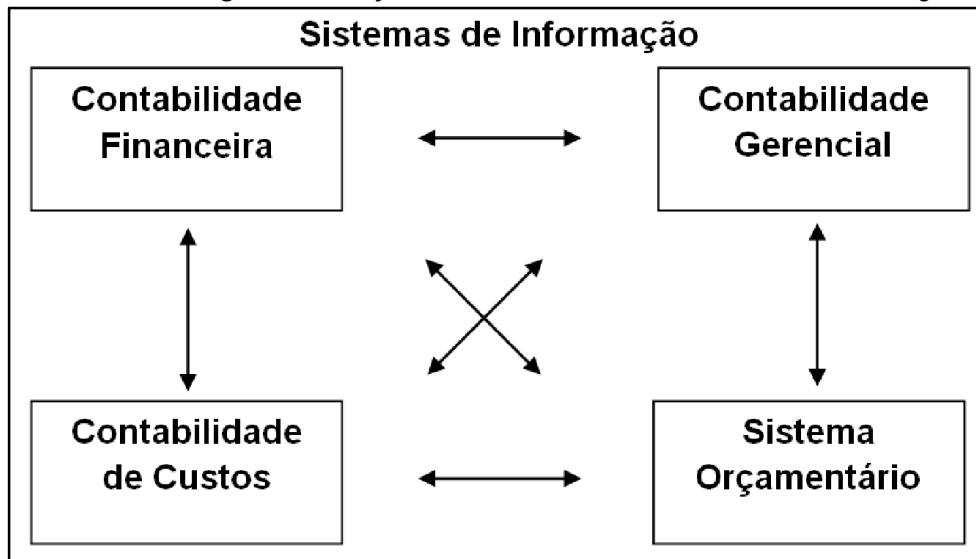 Sistemas de Informação
Contabilidade
Financeira
Contabilidade
Gerencial
Contabilidade
de Custos
Sistema
Orçamentário